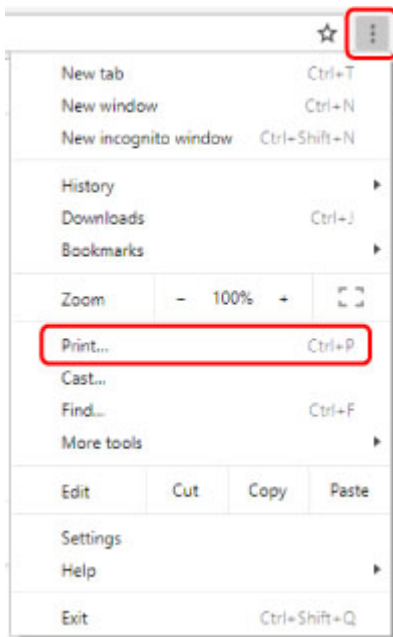 New tab Ctrl+T
New window Ctrl+N
New incognito window Ctrl+Shift+N
History
Downloads Ctrl+J
Bookmarks
Zoom - 100% +
Print... Ctrl+P
Cast...
Find... Ctrl+F
More tools
Edit Cut Copy Paste
Settings
Help
Exit Ctrl+Shift+Q